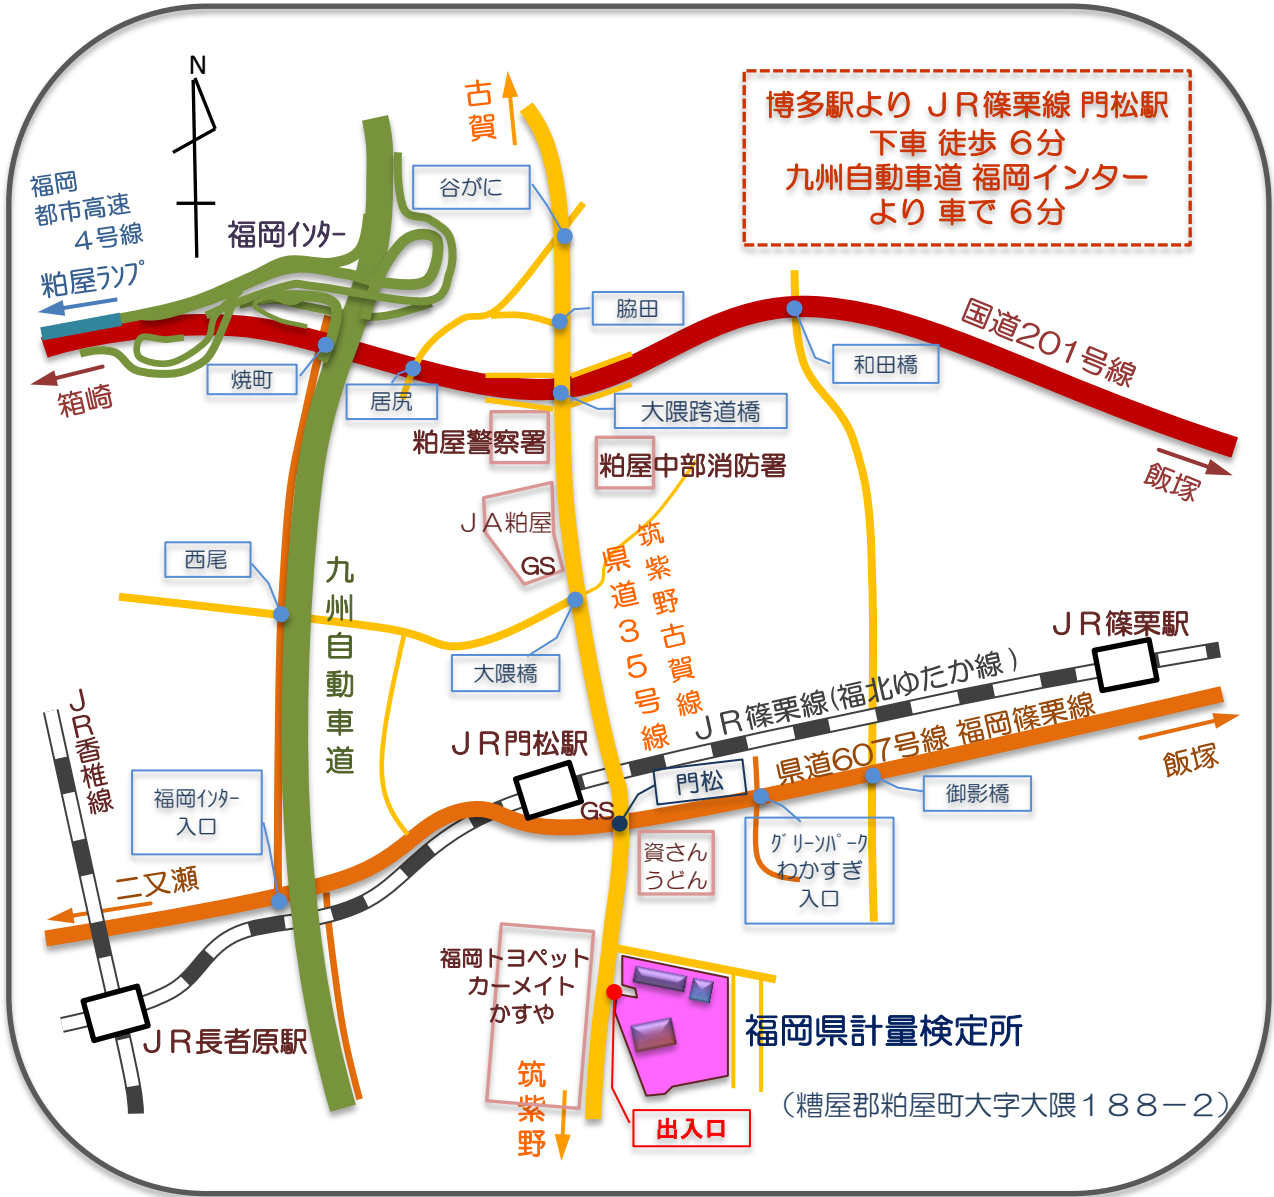 N
古賀
博多駅より ＪＲ篠栗線 門松駅
下車 徒歩 ６分
九州自動車道 福岡インター
より 車で ６分
福岡
都市高速
４号線
粕屋ﾗﾝﾌﾟ
福岡ｲﾝﾀｰ
谷がに
脇田
国道２０１号線
和田橋
箱崎
焼町
居尻
大隈跨道橋
粕屋警察署
粕屋中部消防署
飯塚
ＪＡ粕屋
GS
西尾
九州自動車道
県道３５号線
筑紫野古賀線
大隈橋
ＪＲ篠栗駅
ＪＲ篠栗線(福北ゆたか線）
ＪＲ香椎線
ＪＲ門松駅
門松
県道607号線 福岡篠栗線
飯塚
御影橋
福岡ｲﾝﾀｰ
入口
GS
資さん
うどん
ｸﾞﾘｰﾝﾊﾟｰｸ
わかすぎ
入口
二又瀬
福岡トヨペット
カーメイト
かすや
ＪＲ長者原駅
福岡県計量検定所
筑紫野
出入口
（糟屋郡粕屋町大字大隈１８８－２）